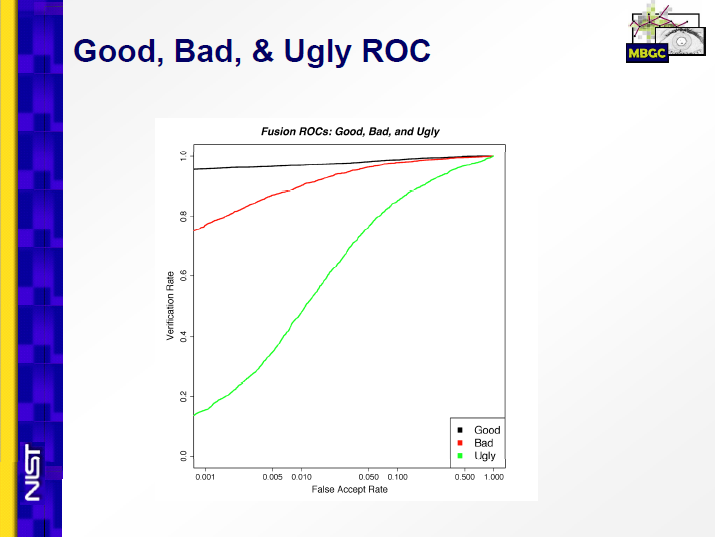 Good, Bad, & Ugly ROC
MBGC
Fusion ROCs: Good, Bad, and Ugly
Verification Rate
1.0
0.8
0.6
0.4
0.2
0.0
Good
Bad
Ugly
0.001 0.005 0.010 0.050 0.100 0.500 1.000
False Accept Rate
NIST